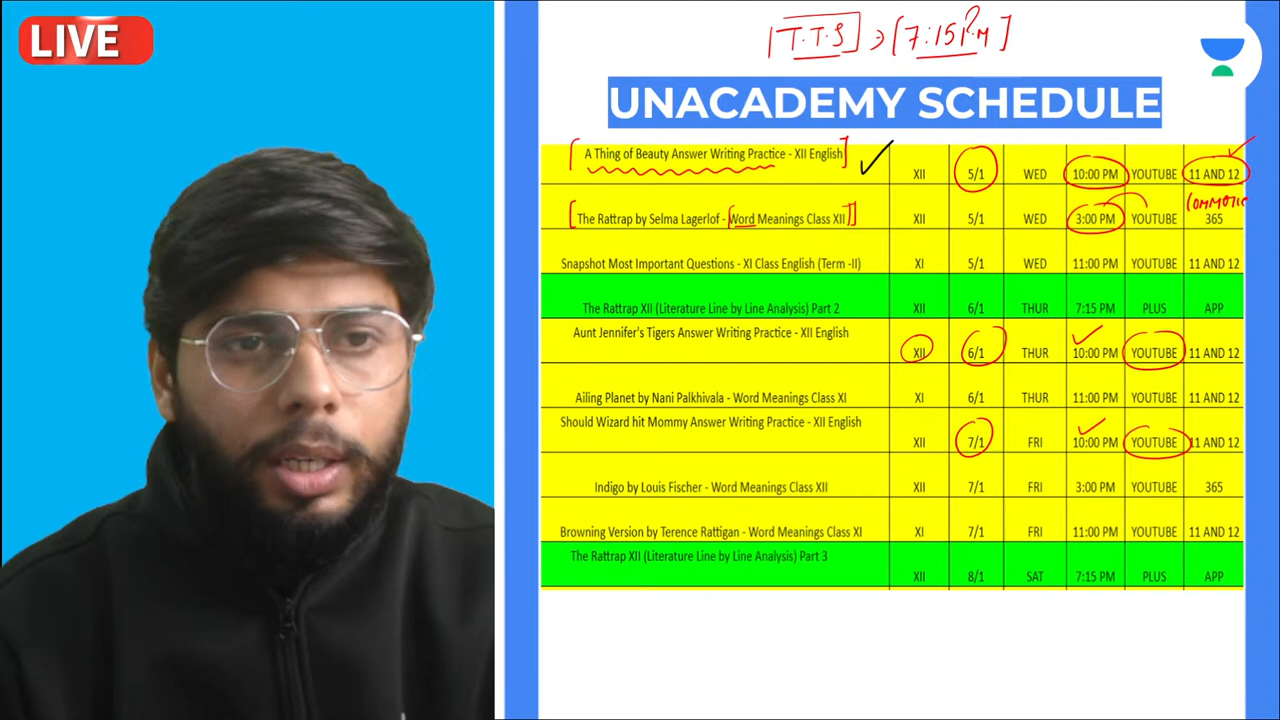 LIVE
T.T.S 7:15 P.M
UNACADEMY SCHEDULE
A Thing of Beauty Answer Writing Practice - XII English XII 5/1 WED 10:00 PM YOUTUBE 11 AND 12
The Rattrap by Selma Lagerlof - Word Meanings Class XII XII 5/1 WED 3:00 PM YOUTUBE 365
Snapshot Most Important Questions - XI Class English (Term -II) XI 5/1 WED 11:00 PM YOUTUBE 11 AND 12
The Rattrap XII (Literature Line by Line Analysis) Part 2 XII 6/1 THUR 7:15 PM PLUS APP
Aunt Jennifer's Tigers Answer Writing Practice - XII English XII 6/1 THUR 10:00 PM YOUTUBE 11 AND 12
Ailing Planet by Nani Palkhivala - Word Meanings Class XI XI 6/1 THUR 11:00 PM YOUTUBE 11 AND 12
Should Wizard hit Mommy Answer Writing Practice - XII English XII 7/1 FRI 10:00 PM YOUTUBE 11 AND 12
Indigo by Louis Fischer - Word Meanings Class XII XII 7/1 FRI 3:00 PM YOUTUBE 365
Browning Version by Terence Rattigan - Word Meanings Class XI XI 7/1 FRI 11:00 PM YOUTUBE 11 AND 12
The Rattrap XII (Literature Line by Line Analysis) Part 3 XII 8/1 SAT 7:15 PM PLUS APP